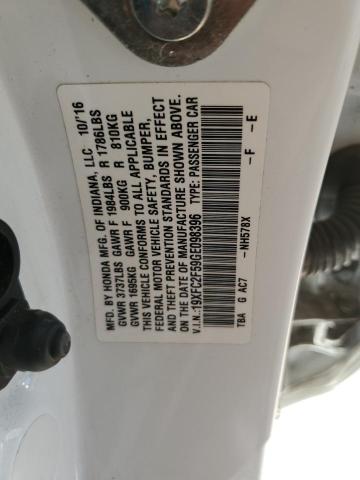 MFD. BY HONDA MFG. OF INDIANA, LLC 10/'16
GVWR 3737LBS GAWR F 1984LBS R 1786LBS
GVWR 1695KG GAWR F 900KG R 810KG
THIS VEHICLE CONFORMS TO ALL APPLICABLE
FEDERAL MOTOR VEHICLE SAFETY, BUMPER,
AND THEFT PREVENTION STANDARDS IN EFFECT
ON THE DATE OF MANUFACTURE SHOWN ABOVE.
V.I.N.:19XFC2F59GE098396 TYPE: PASSENGER CAR
-NH578X -F -E
TBA G AC7